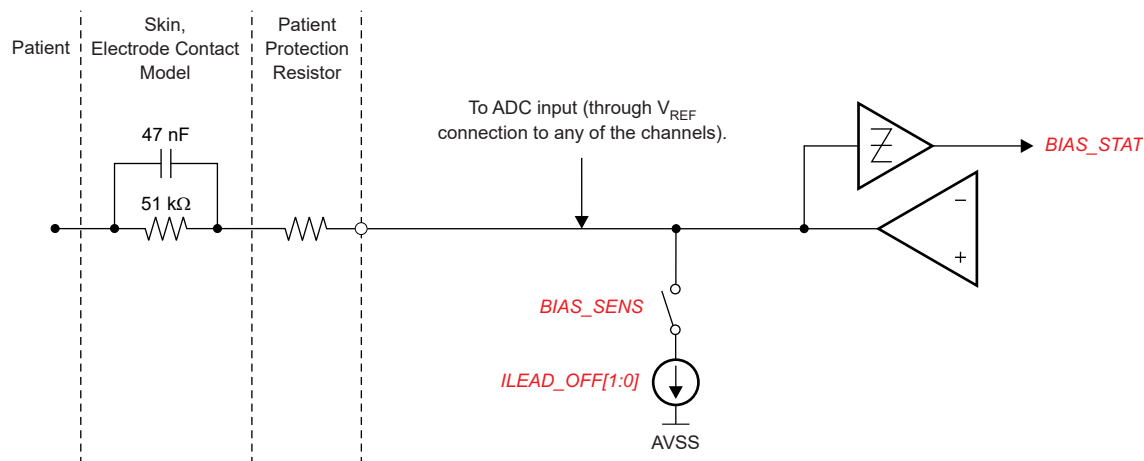 Patient
Skin,
Electrode Contact
Model
Patient
Protection
Resistor
47 nF
51 kΩ
To ADC input (through VREF
connection to any of the channels).
BIAS_STAT
−
+
BIAS_SENS
ILEAD_OFF[1:0]
AVSS